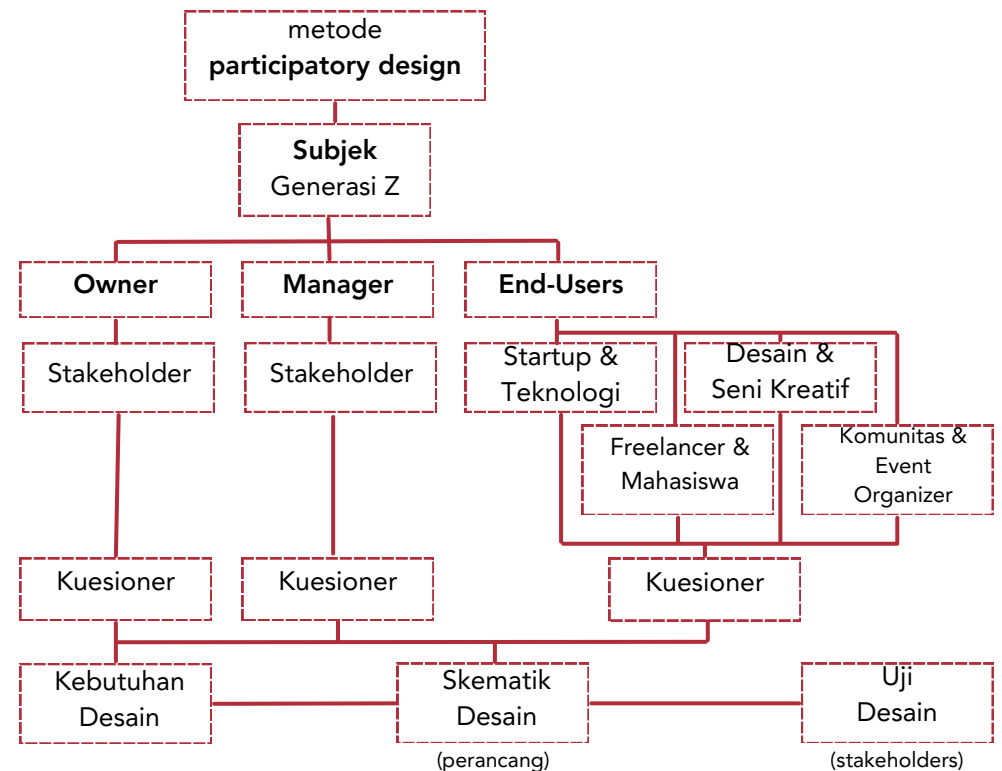 metode
participatory design
Subjek
Generasi Z
Owner
Manager
End-Users
Stakeholder
Stakeholder
Startup &
Teknologi
Desain &
Seni Kreatif
Freelancer &
Mahasiswa
Komunitas &
Event
Organizer
Kuesioner
Kuesioner
Kuesioner
Kebutuhan
Desain
Skematik
Desain
(perancang)
Uji
Desain
(stakeholders)